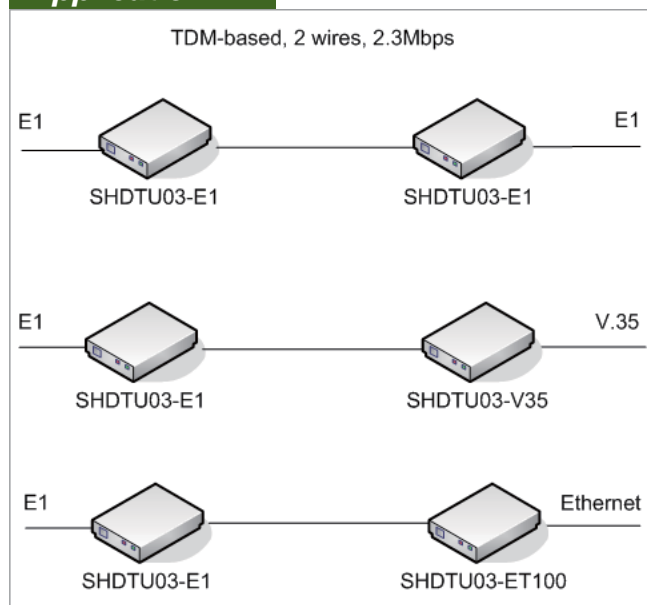 TDM-based, 2 wires, 2.3Mbps
E1 E1
SHDTU03-E1 SHDTU03-E1
E1 V.35
SHDTU03-E1 SHDTU03-V35
E1 Ethernet
SHDTU03-E1 SHDTU03-ET100